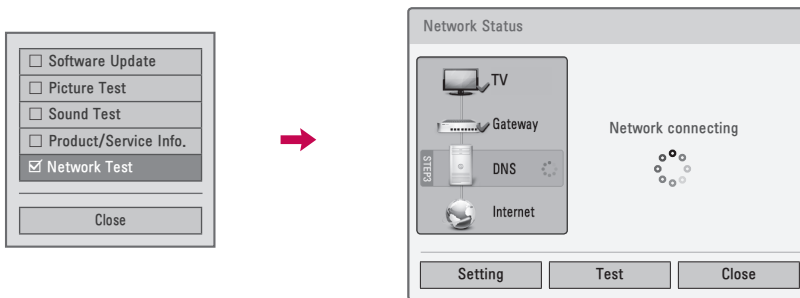 Software Update
Picture Test
Sound Test
Product/Service Info.
Network Test
Close
Network Status
TV
Gateway
STEP3
DNS
Internet
Network connecting
Setting
Test
Close